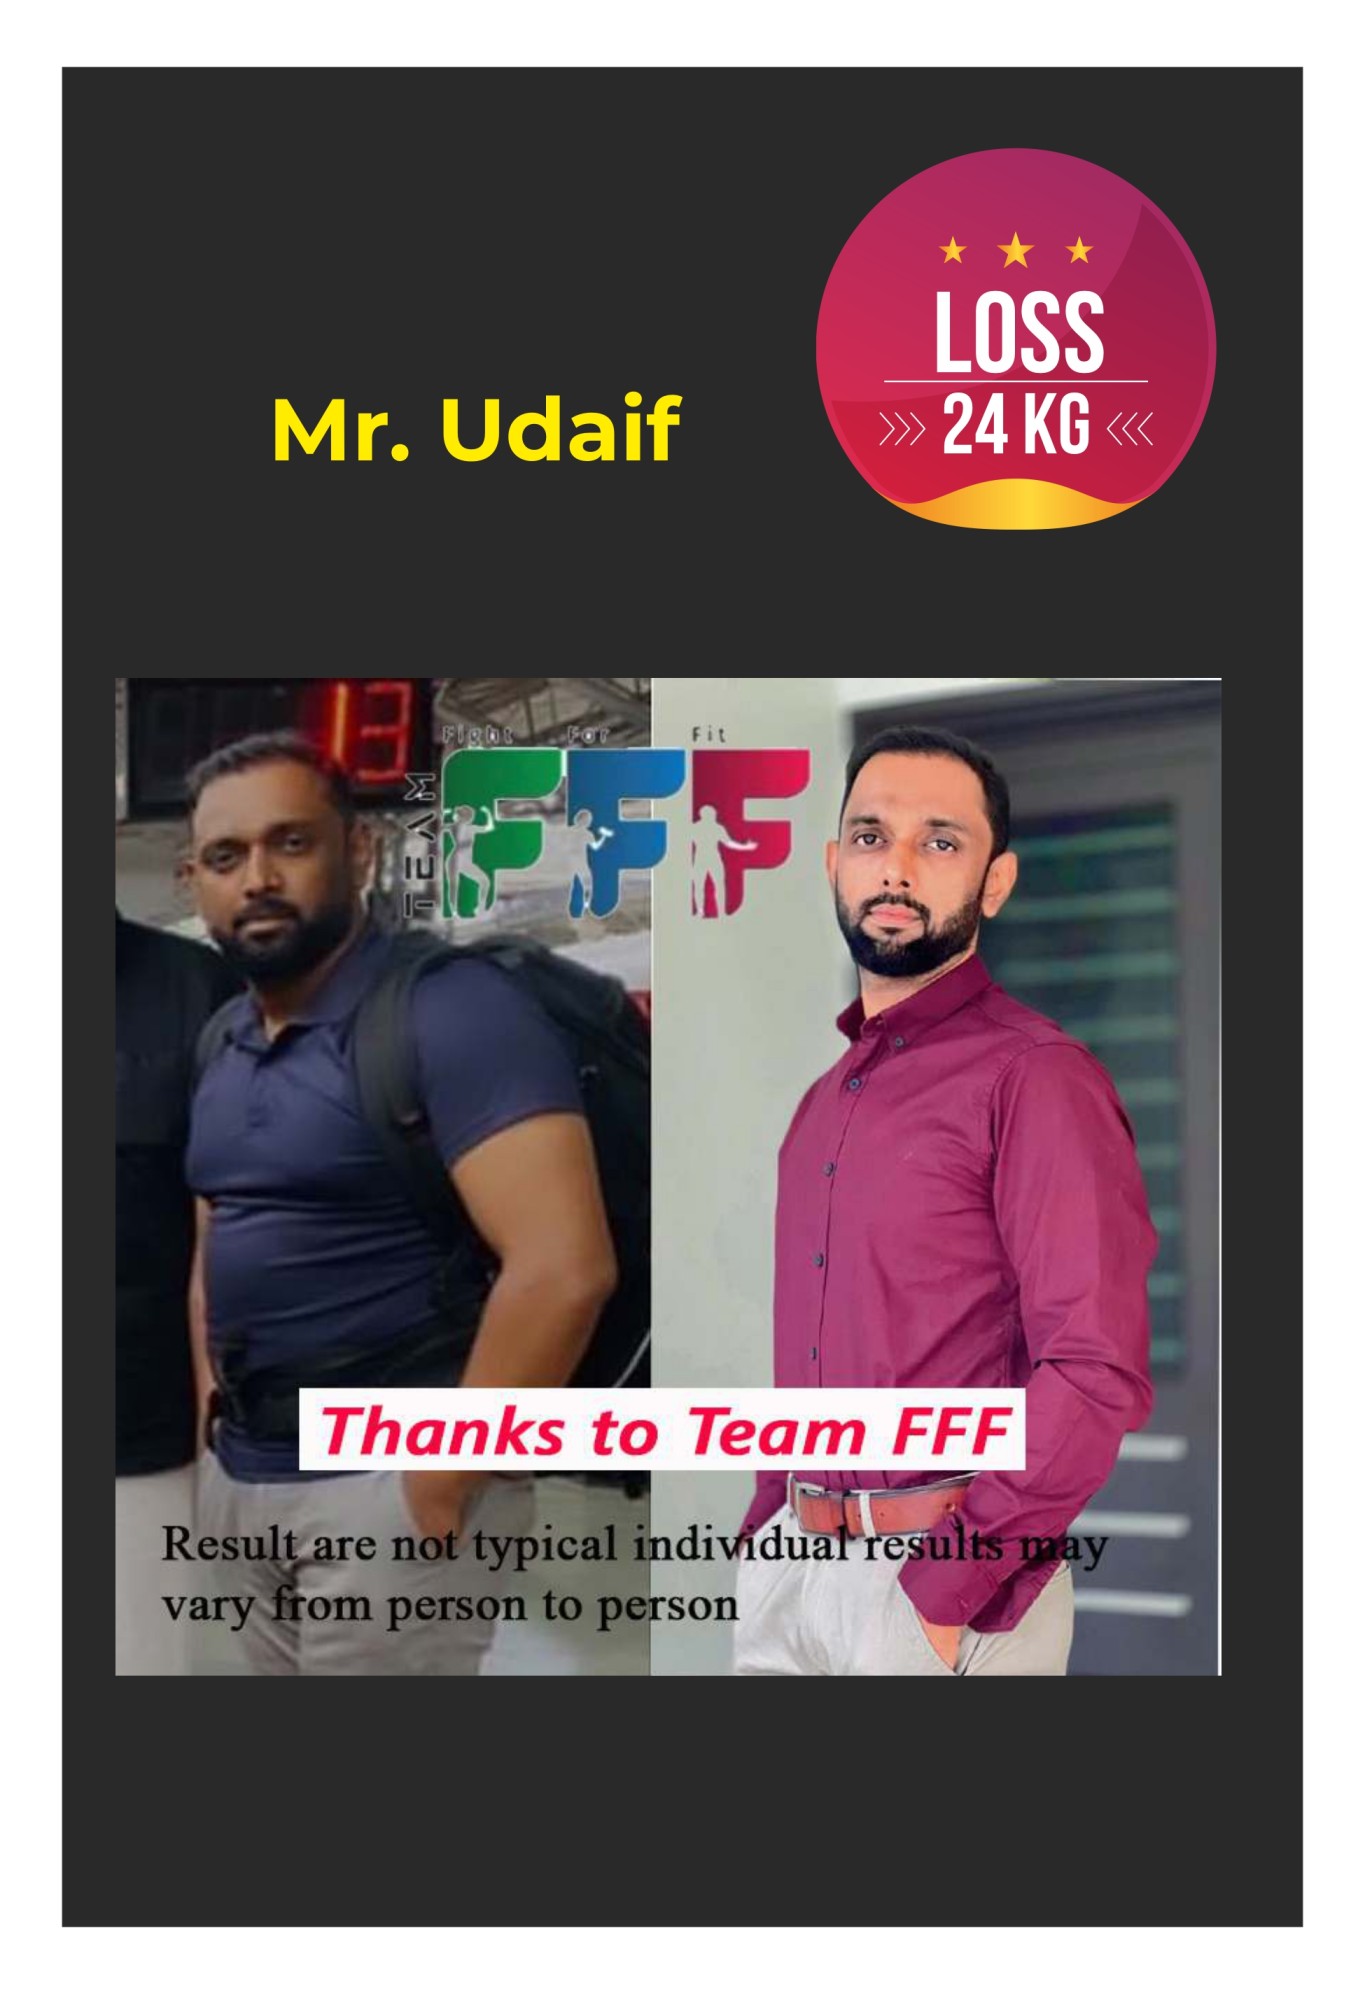 LOSS
Mr. Udaif
24 KG
13
Fight For Fit
TEAM
FFF
Thanks to Team FFF
Result are not typical individual results may
vary from person to person